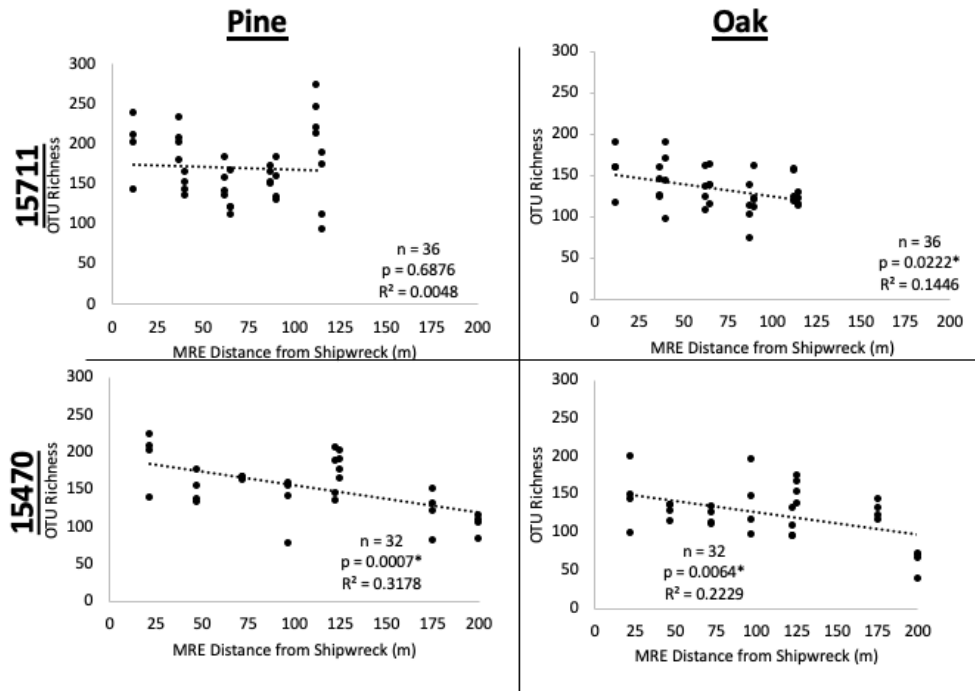 Pine
Oak
15711
OTU Richness
300
250
200
150
100
50
0
n = 36
p = 0.6876
R² = 0.0048
0 25 50 75 100 125 150 175 200
MRE Distance from Shipwreck (m)
OTU Richness
300
250
200
150
100
50
0
n = 36
p = 0.0222*
R² = 0.1446
0 25 50 75 100 125 150 175 200
MRE Distance from Shipwreck (m)
15470
OTU Richness
300
250
200
150
100
50
0
n = 32
p = 0.0007*
R² = 0.3178
0 25 50 75 100 125 150 175 200
MRE Distance from Shipwreck (m)
OTU Richness
300
250
200
150
100
50
0
n = 32
p = 0.0064*
R² = 0.2229
0 25 50 75 100 125 150 175 200
MRE Distance from Shipwreck (m)